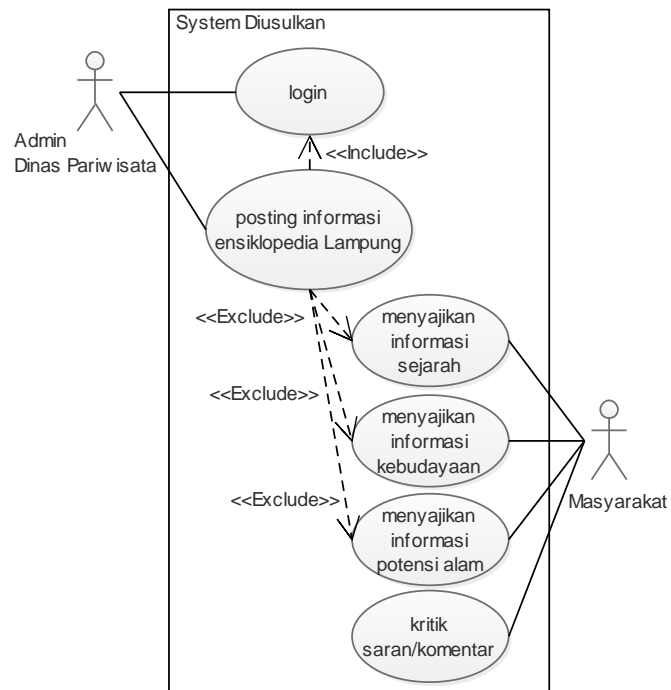 System Diusulkan
login
Admin
Dinas Pariwisata
<<Include>>
posting informasi
ensiklopedia Lampung
<<Exclude>>
menyajikan
informasi
sejarah
<<Exclude>>
menyajikan
informasi
kebudayaan
Masyarakat
<<Exclude>>
menyajikan
informasi
potensi alam
kritik
saran/komentar